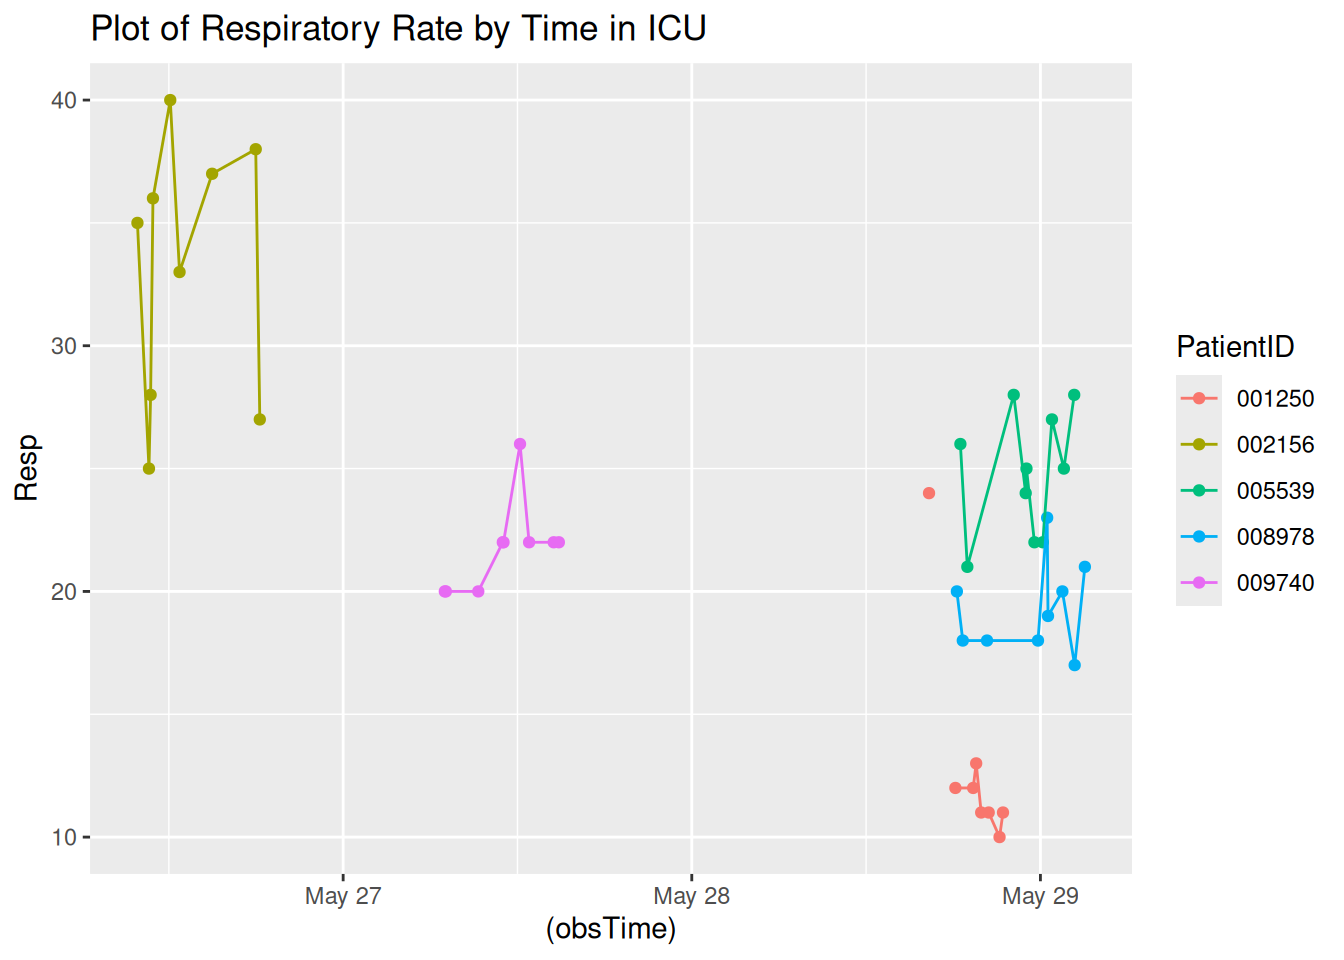 Plot of Respiratory Rate by Time in ICU
40
30
20
10
Resp
May 27
May 28
May 29
(obsTime)
PatientID
001250
002156
005539
008978
009740